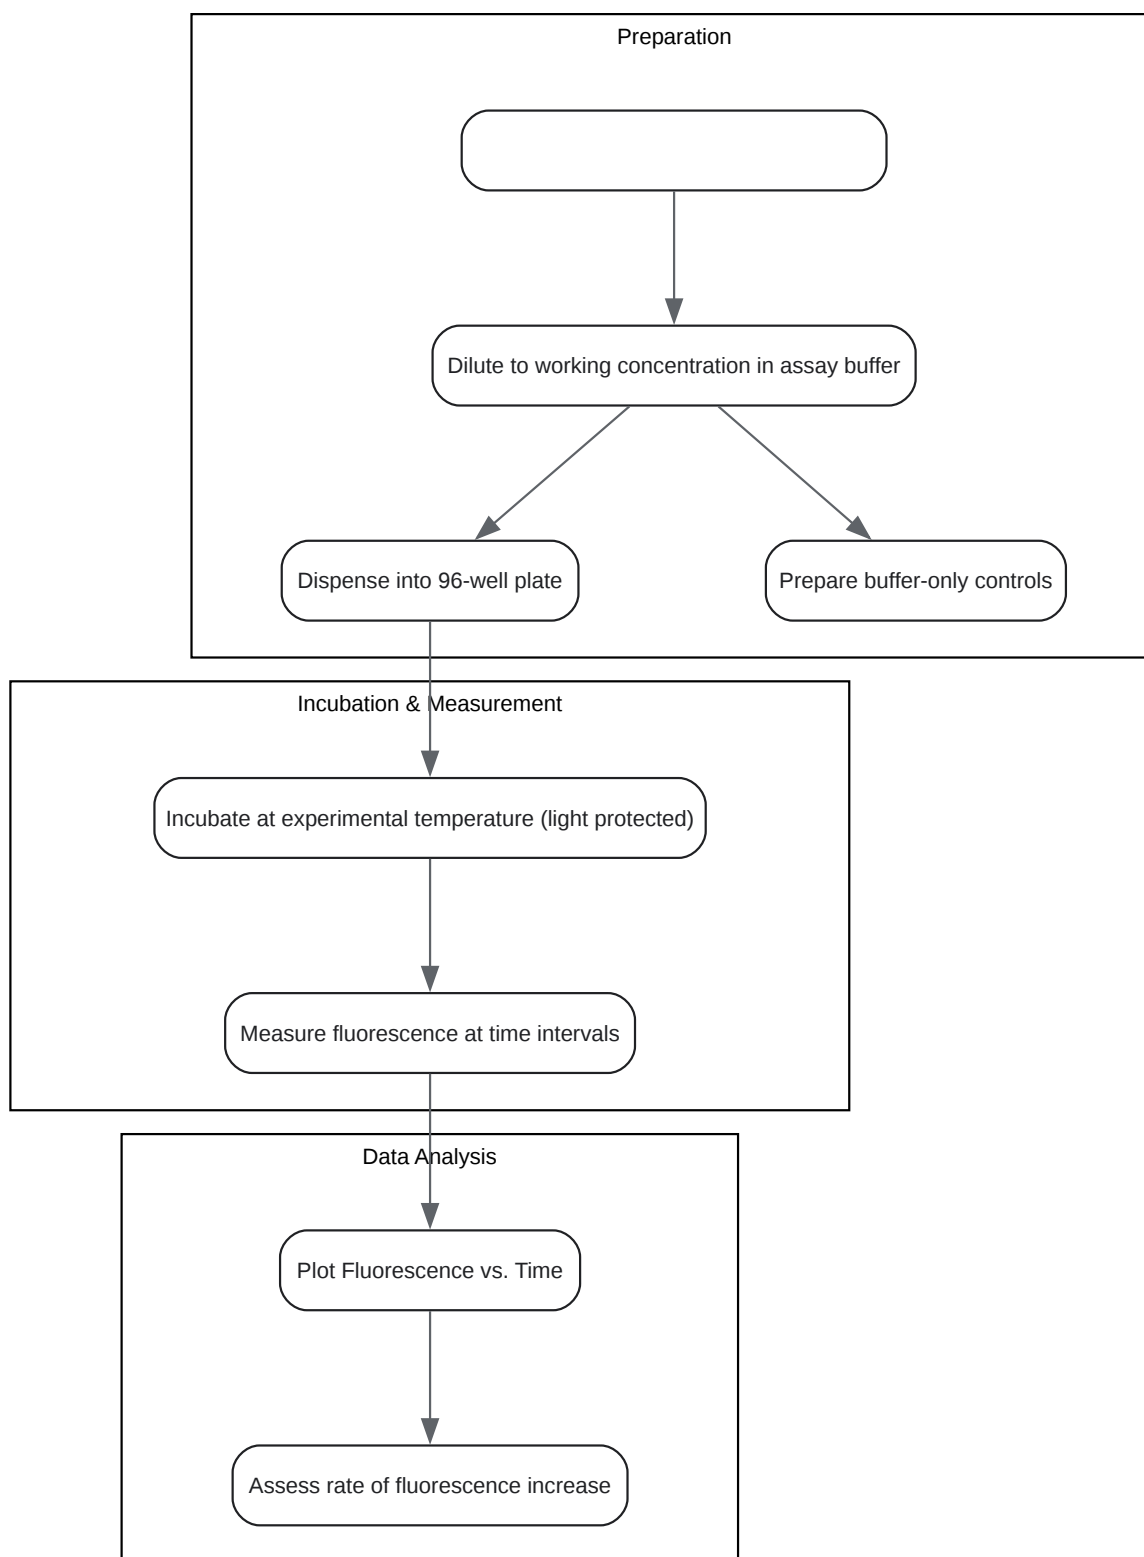 Preparation
Dilute to working concentration in assay buffer
Dispense into 96-well plate
Prepare buffer-only controls
Incubation & Measurement
Incubate at experimental temperature (light protected)
Measure fluorescence at time intervals
Data Analysis
Plot Fluorescence vs. Time
Assess rate of fluorescence increase